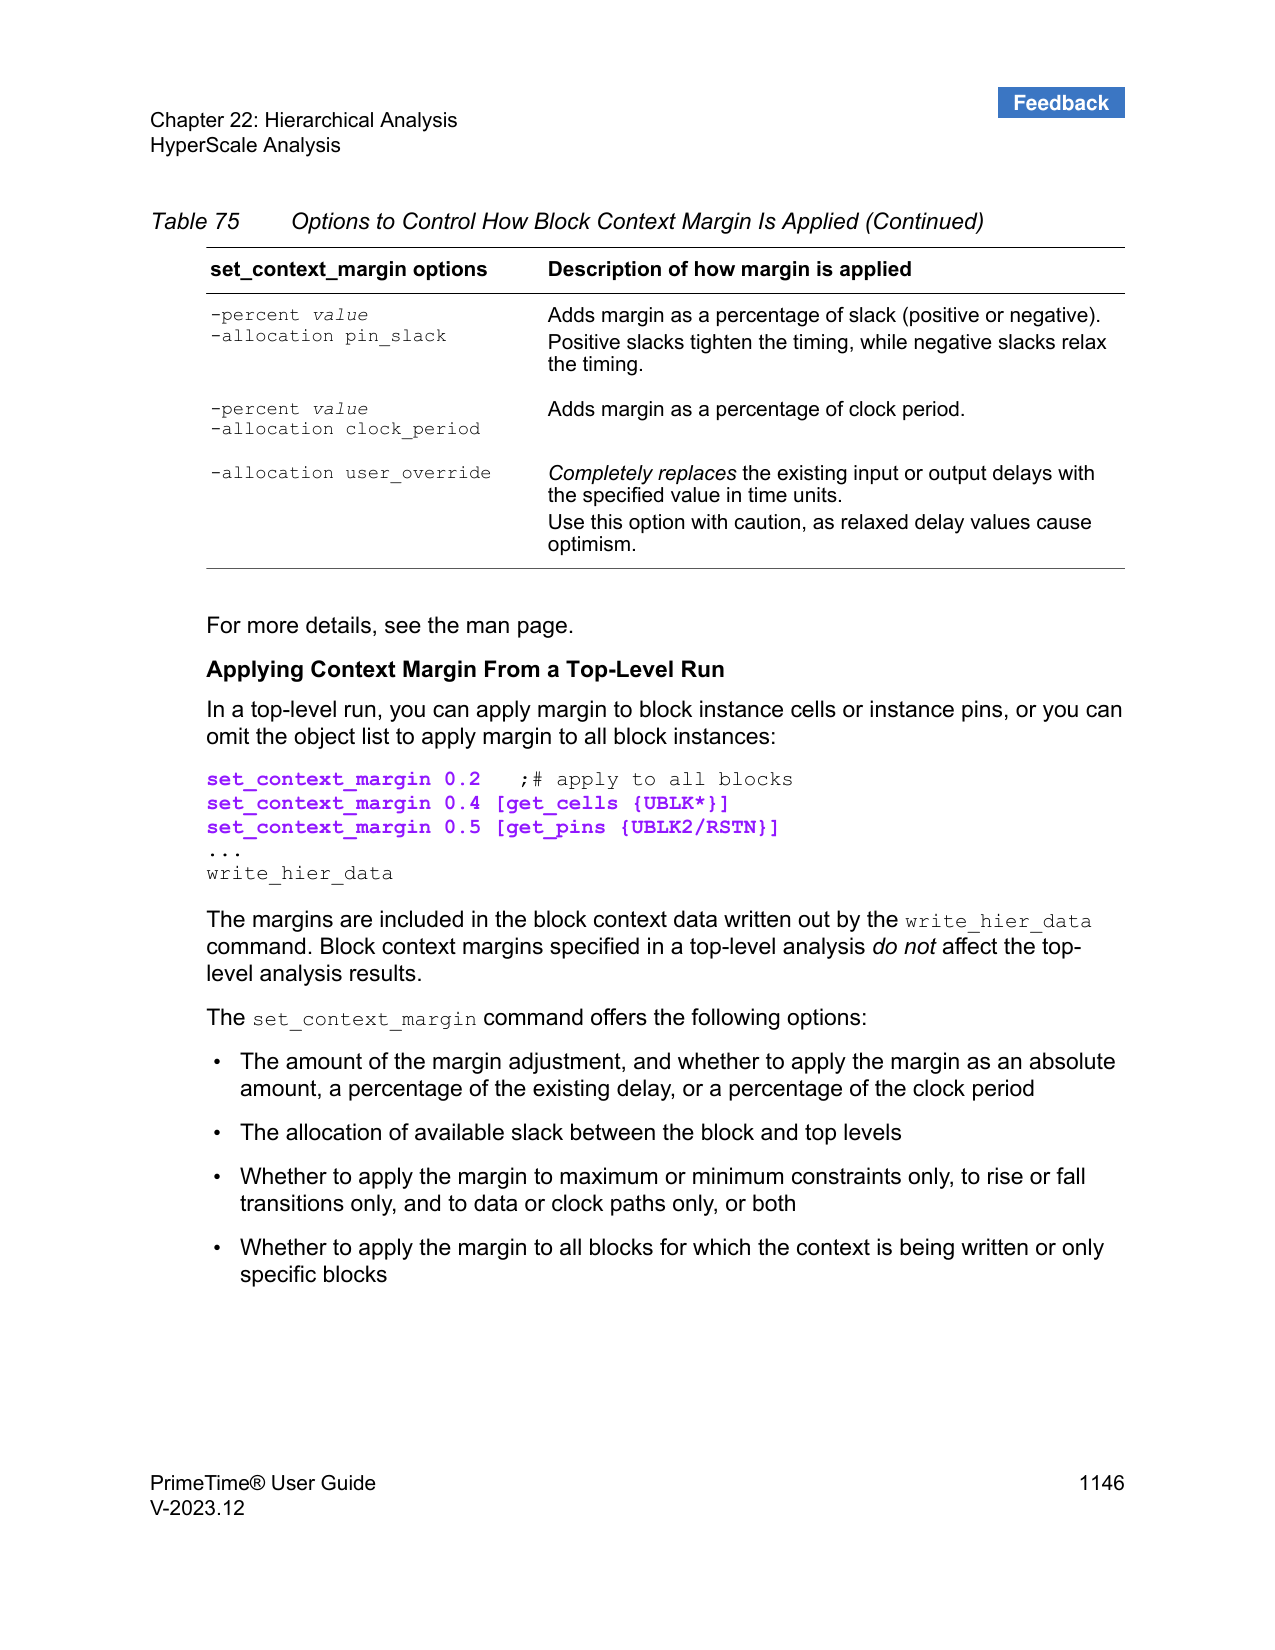 Feedback
Chapter 22: Hierarchical Analysis
HyperScale Analysis
Table 75 Options to Control How Block Context Margin Is Applied (Continued)
set_context_margin options Description of how margin is applied
-percent value Adds margin as a percentage of slack (positive or negative).
-allocation pin_slack Positive slacks tighten the timing, while negative slacks relax
the timing.
-percent value Adds margin as a percentage of clock period.
-allocation clock_period
-allocation user_override Completely replaces the existing input or output delays with
the specified value in time units.
Use this option with caution, as relaxed delay values cause
optimism.
For more details, see the man page.
Applying Context Margin From a Top-Level Run
In a top-level run, you can apply margin to block instance cells or instance pins, or you can
omit the object list to apply margin to all block instances:
set_context_margin 0.2 ;# apply to all blocks
set_context_margin 0.4 [get_cells {UBLK*}]
set_context_margin 0.5 [get_pins {UBLK2/RSTN}]
...
write_hier_data
The margins are included in the block context data written out by the write_hier_data
command. Block context margins specified in a top-level analysis do not affect the top-
level analysis results.
The set_context_margin command offers the following options:
• The amount of the margin adjustment, and whether to apply the margin as an absolute
amount, a percentage of the existing delay, or a percentage of the clock period
• The allocation of available slack between the block and top levels
• Whether to apply the margin to maximum or minimum constraints only, to rise or fall
transitions only, and to data or clock paths only, or both
• Whether to apply the margin to all blocks for which the context is being written or only
specific blocks
PrimeTime® User Guide 1146
V-2023.12